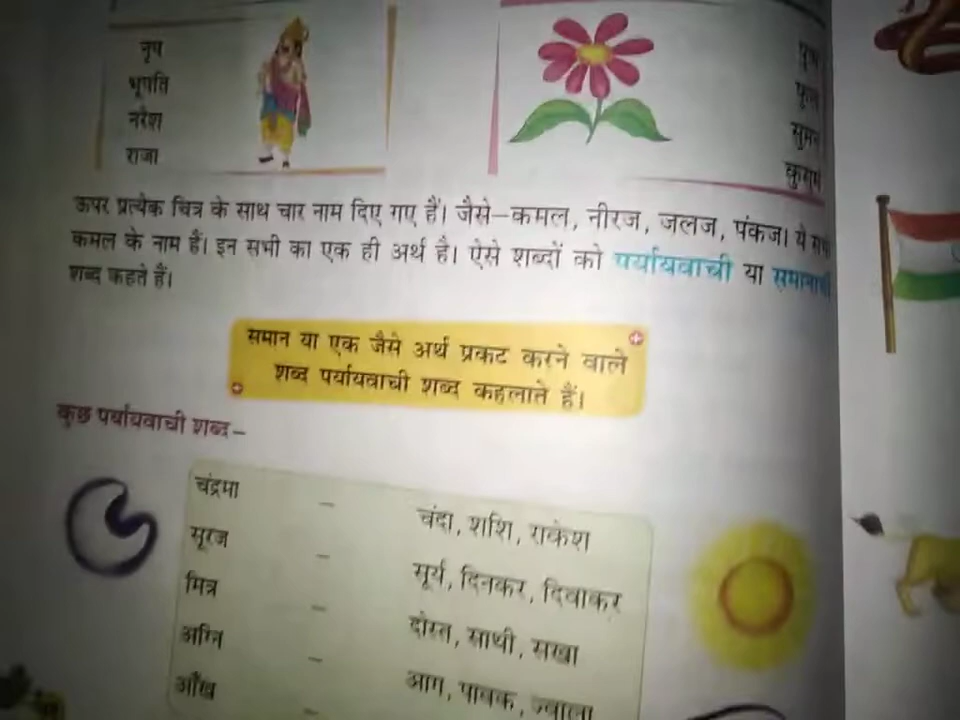 नृप
भूपति
नरेश
राजा
ऊपर प्रत्येक चित्र के साथ चार नाम दिए गए हैं। जैसे–कमल, नीरज, जलज, पंकज। ये
कमल के नाम हैं। इन सभी का एक ही अर्थ है। ऐसे शब्दों को पर्यायवाची या
शब्द कहते हैं।
समान या एक जैसे अर्थ प्रकट करने वाले
शब्द पर्यायवाची शब्द कहलाते हैं।
कुछ पर्यायवाची शब्द–
चंद्रमा – चंदा, शशि, राकेश
सूरज – सूर्य, दिनकर, दिवाकर
मित्र – दोस्त, साथी, सखा
अग्नि – आग, पावक, ज्वाला
आँख –